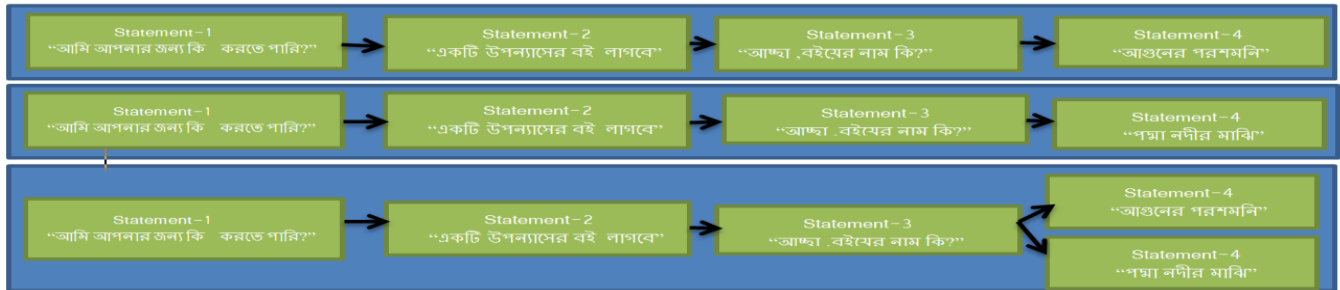 Statement-1
“আমি আপনার জন্য কি করতে পারি?”
Statement-2
“একটি উপন্যাসের বই লাগবে”
Statement-3
“আচ্ছা ,বইয়ের নাম কি?”
Statement-4
“আগুনের পরশমনি”
Statement-1
“আমি আপনার জন্য কি করতে পারি?”
Statement-2
“একটি উপন্যাসের বই লাগবে”
Statement-3
“আচ্ছা .বইযের নাম কি?”
Statement-4
“পদ্মা নদীর মাঝি”
Statement-1
“আমি আপনার জন্য কি করতে পারি?”
Statement-2
“একটি উপন্যাসের বই লাগবে”
Statement-3
“আচ্ছা .বইযের নাম কি?”
Statement-4
“আগুনের পরশমনি”
Statement-4
“পদ্মা নদীর মাঝি”